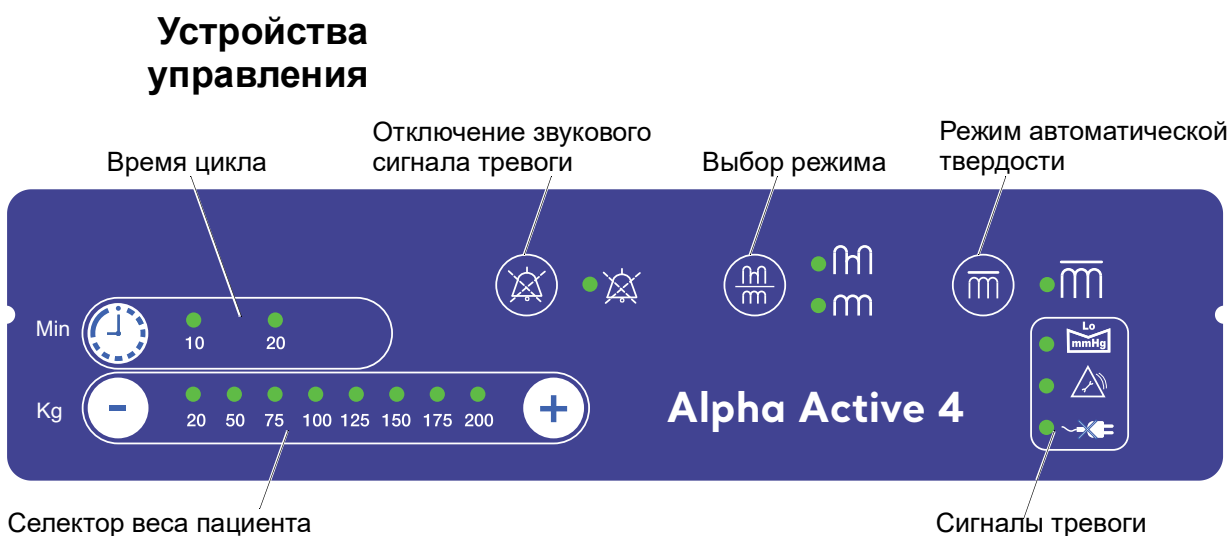 Устройства
управления
Отключение звукового
сигнала тревоги
Режим автоматической
твердости
Время цикла
Выбор режима
Min
10 20
Lo
mmHg
Kg
- 20 50 75 100 125 150 175 200 +
Alpha Active 4
Селектор веса пациента
Сигналы тревоги